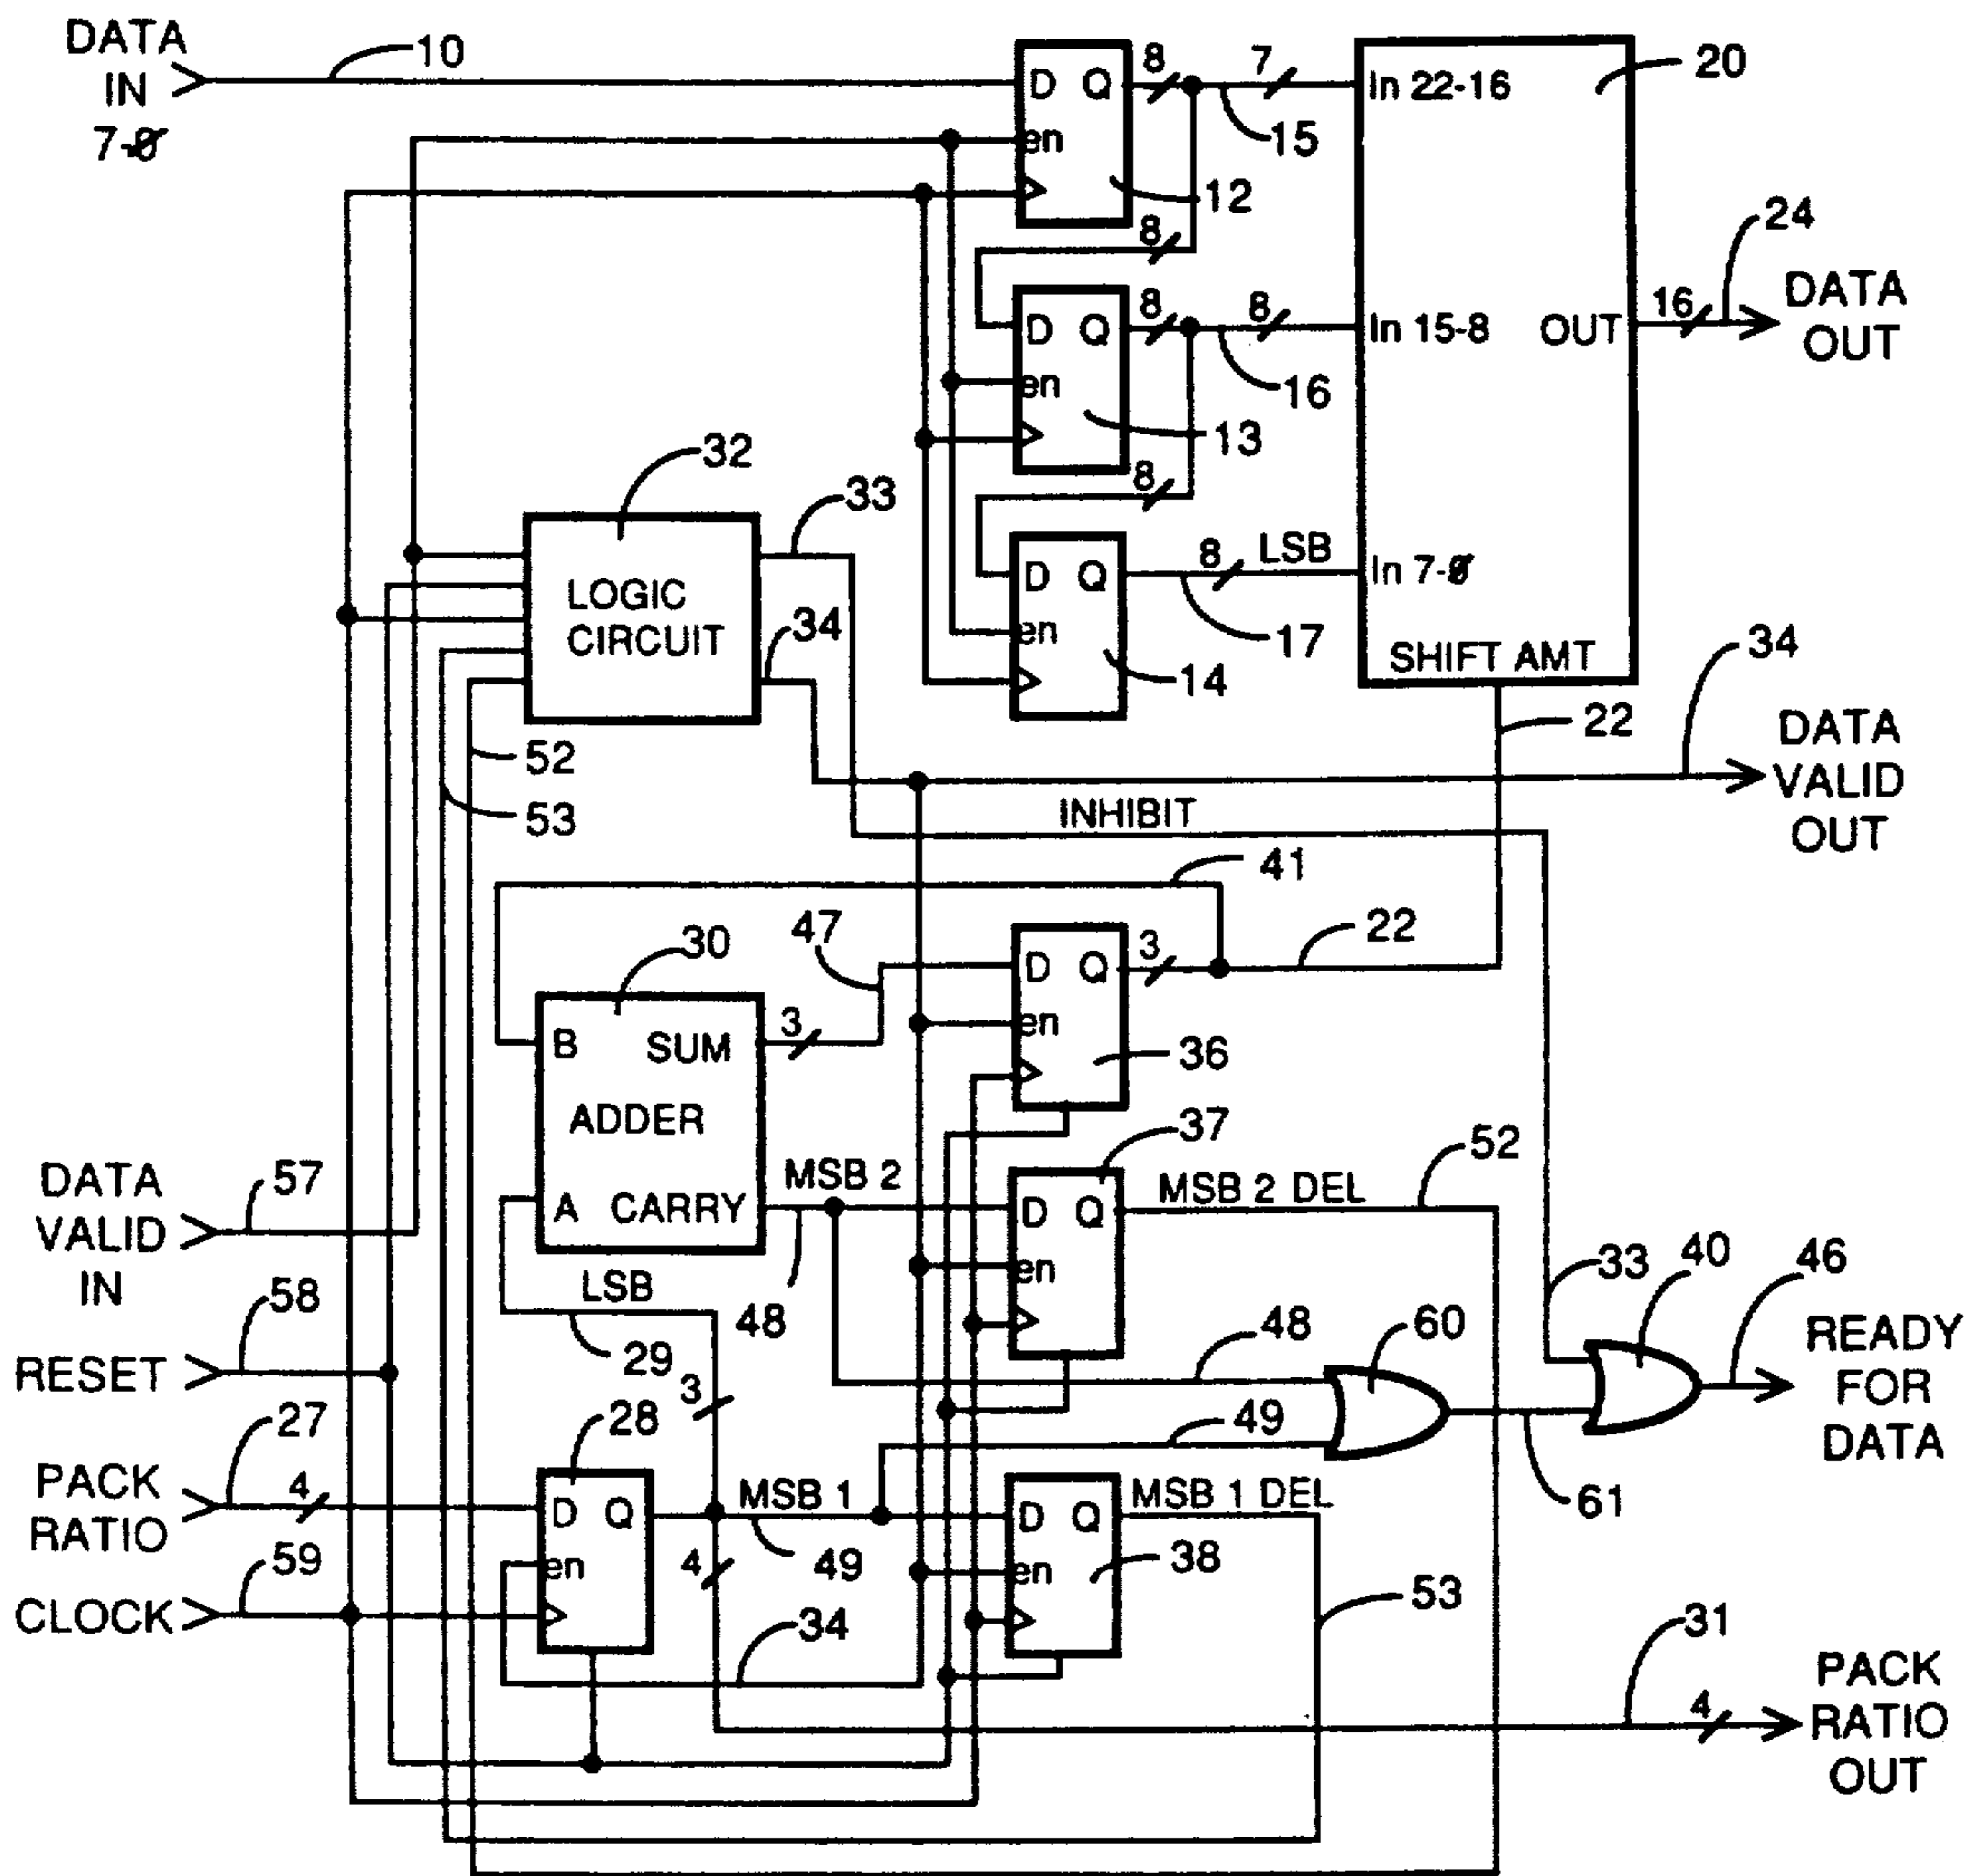 DATA
IN
7-0
10
D Q
en
12
8
7
15
In 22-16
20
8
D Q
en
13
8
8
16
In 15-8
OUT
16
24
DATA
OUT
8
D Q
en
14
8
LSB
17
In 7-0
SHIFT AMT
22
32
LOGIC
CIRCUIT
33
34
52
53
34
DATA
VALID
OUT
INHIBIT
41
47
30
B SUM
ADDER
A CARRY
3
D Q
en
36
3
22
MSB 2
48
37
D Q
en
MSB 2 DEL
52
DATA
VALID
IN
57
LSB
29
3
58
RESET
48
60
33
40
46
READY
FOR
DATA
49
61
27
PACK
RATIO
4
28
D Q
en
MSB 1
49
4
D Q
en
38
MSB 1 DEL
53
59
CLOCK
34
31
4
PACK
RATIO
OUT